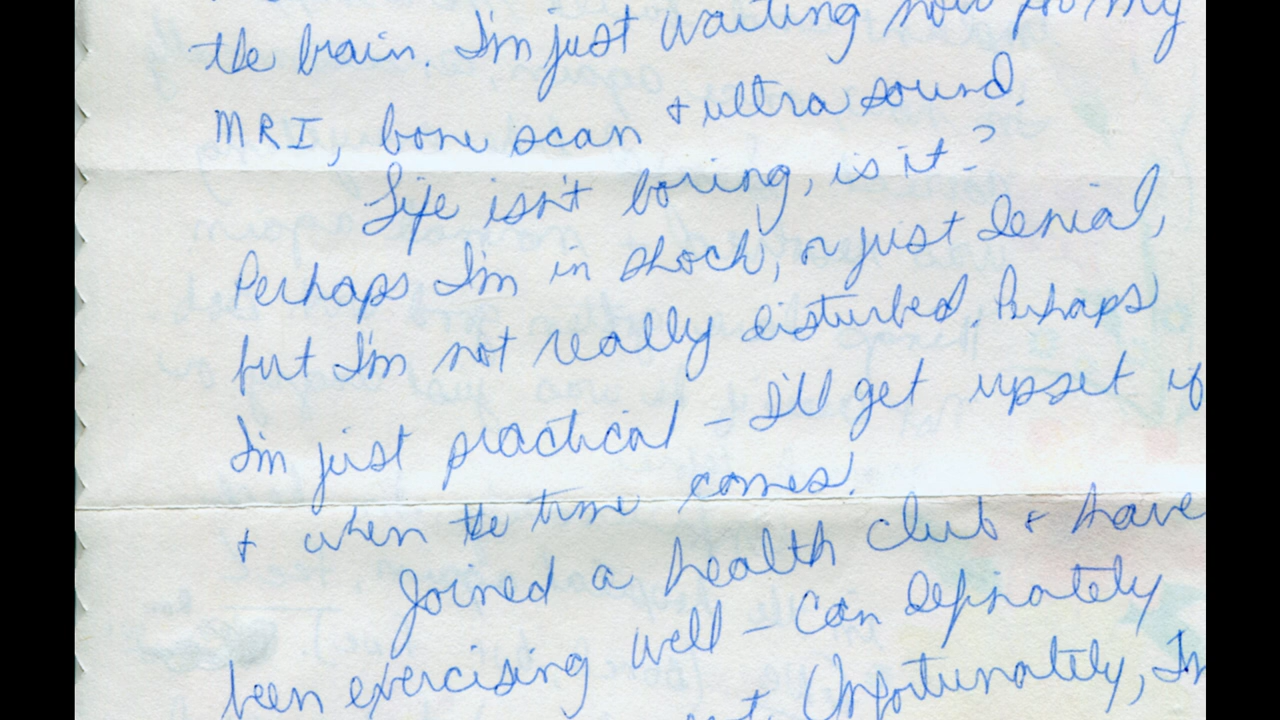 the brain. I'm just waiting now for my
MRI, bone scan + ultra sound.
Life isn't boring, is it?
Perhaps I'm in shock, or just denial,
but I'm not really disturbed. Perhaps
I'm just practical – I'll get upset if
+ when the time comes!
Joined a health club + have
been exercising well – can definately
Unfortunately, I'm